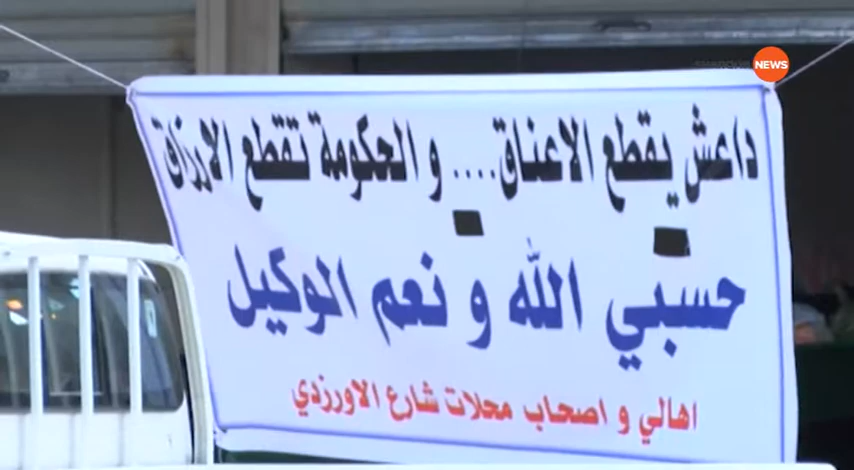 NEWS
داعش يقطع الاعناق .... و الحكومة تقطع الارزاق
حسبي الله و نعم الوكيل
اهالي و اصحاب محلات شارع الاورزدي